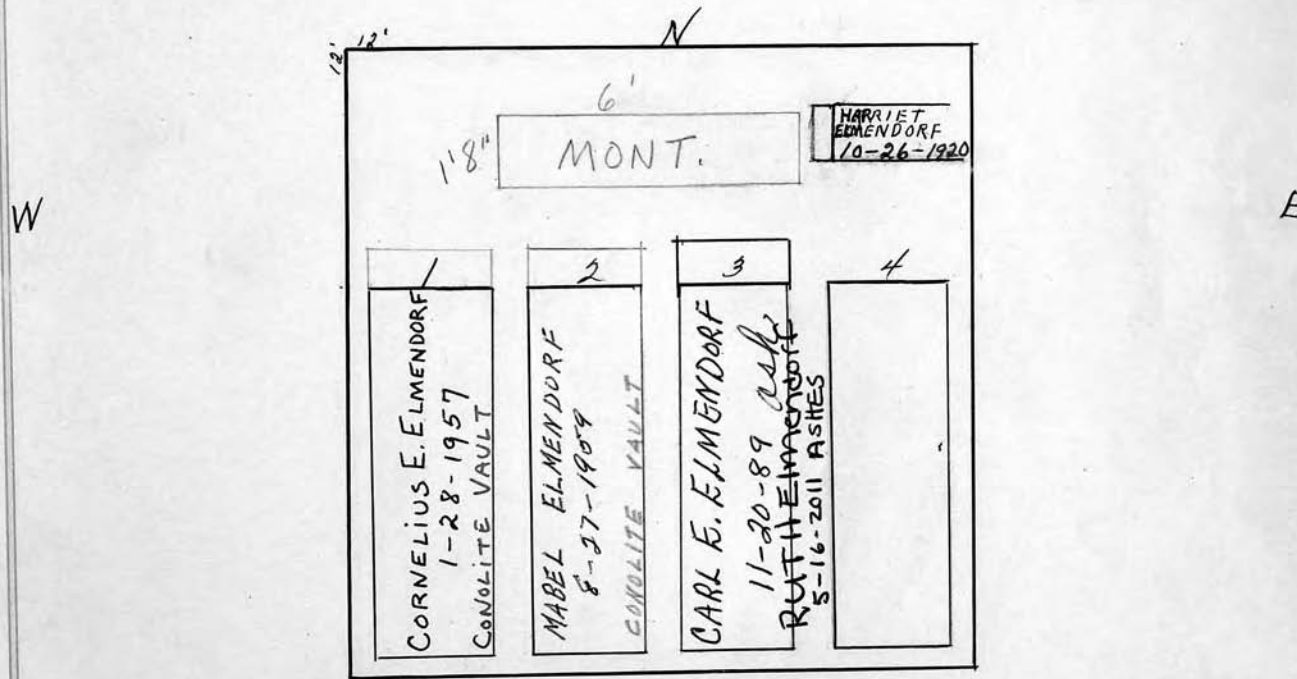 N
12'
12'
6'
1'8"
MONT.
HARRIET
ELMENDORF
10-26-1920
W
E
1
2
3
4
CORNELIUS E. ELMENDORF
1-28-1957
CONOLITE VAULT
MABEL ELMENDORF
8-27-1959
CONOLITE VAULT
CARL E. ELMENDORF
11-20-89 ash
RUTH Elmendorf
5-16-2011 ASHES